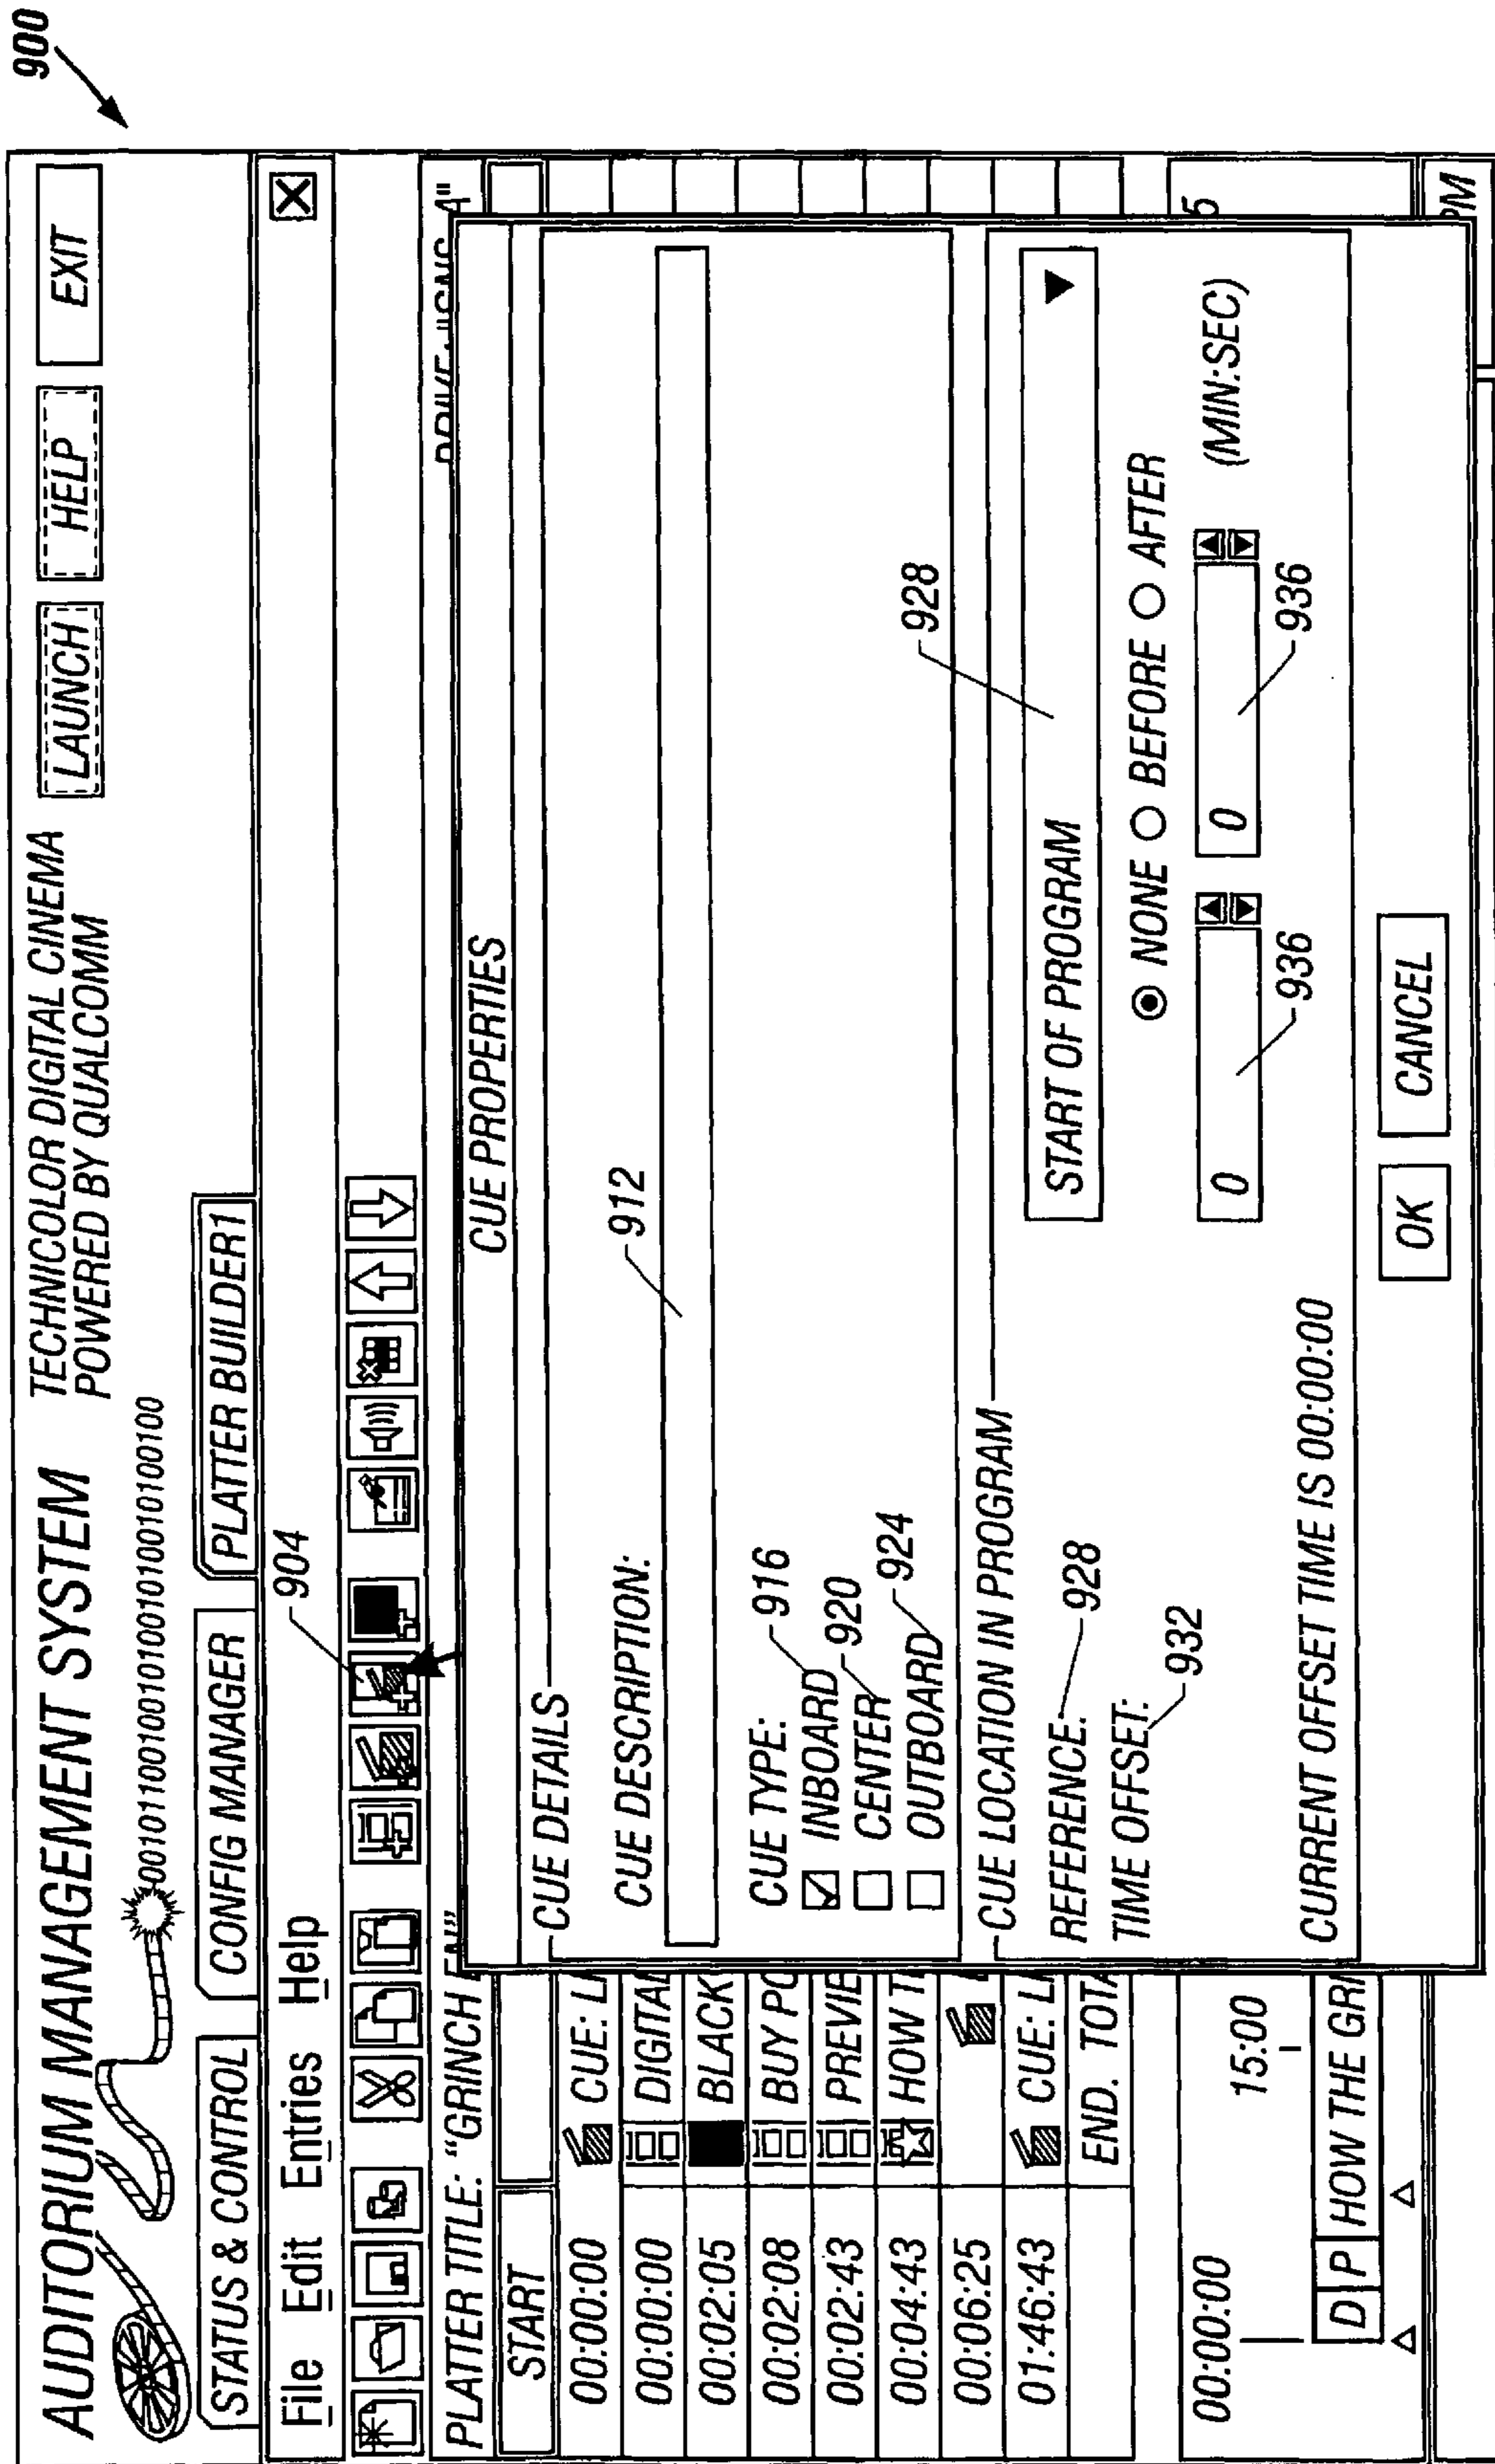 900
AUDITORIUM MANAGEMENT SYSTEM
TECHNICOLOR DIGITAL CINEMA
POWERED BY QUALCOMM
LAUNCH HELP EXIT
00101100100101001010010100101001010100
STATUS & CONTROL CONFIG MANAGER PLATTER BUILDER1
File Edit Entries Help
904
PLATTER TITLE: "GRINCH
START
00:00:00 CUE:
00:00:00 DIGITAL
00:02:05 BLACK
00:02:08 BUY
00:02:43
00:04:43 HOW
00:06:25
01:46:43 CUE:
END.
CUE PROPERTIES
CUE DETAILS
CUE DESCRIPTION:
912
CUE TYPE:
INBOARD 916
CENTER 920
OUTBOARD 924
CUE LOCATION IN PROGRAM
REFERENCE: 928
START OF PROGRAM 928
TIME OFFSET: 932
NONE BEFORE AFTER
0 0 (MIN:SEC)
936 936
CURRENT OFFSET TIME IS 00:00:00
OK CANCEL
5
00:00:00 15:00
D P HOW THE
PM